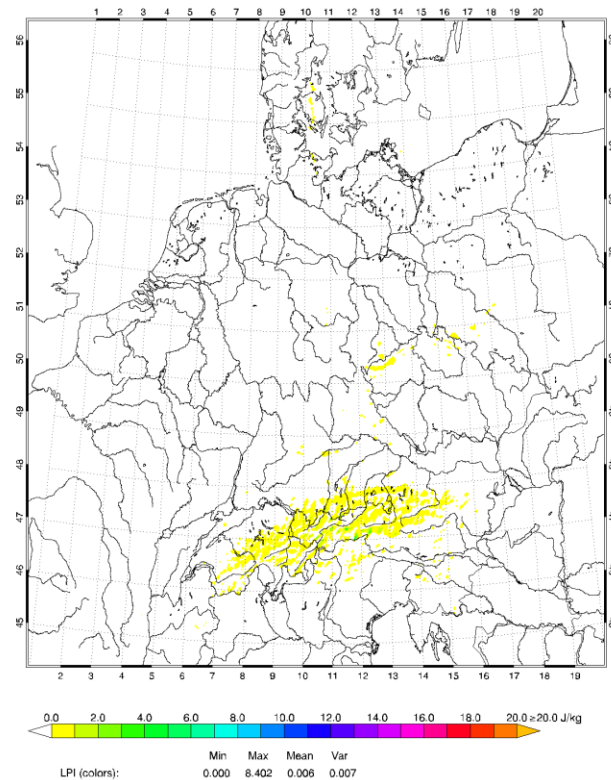 1 2 3 4 5 6 7 8 9 10 11 12 13 14 15 16 17 18 19 20
56
55
54
53
52
51
50
49
48
47
46
45
2 3 4 5 6 7 8 9 10 11 12 13 14 15 16 17 18 19
0.0 2.0 4.0 6.0 8.0 10.0 12.0 14.0 16.0 18.0 20.0 ≥20.0 J/kg
Min Max Mean Var
LPI (colors): 0.000 8.402 0.006 0.007